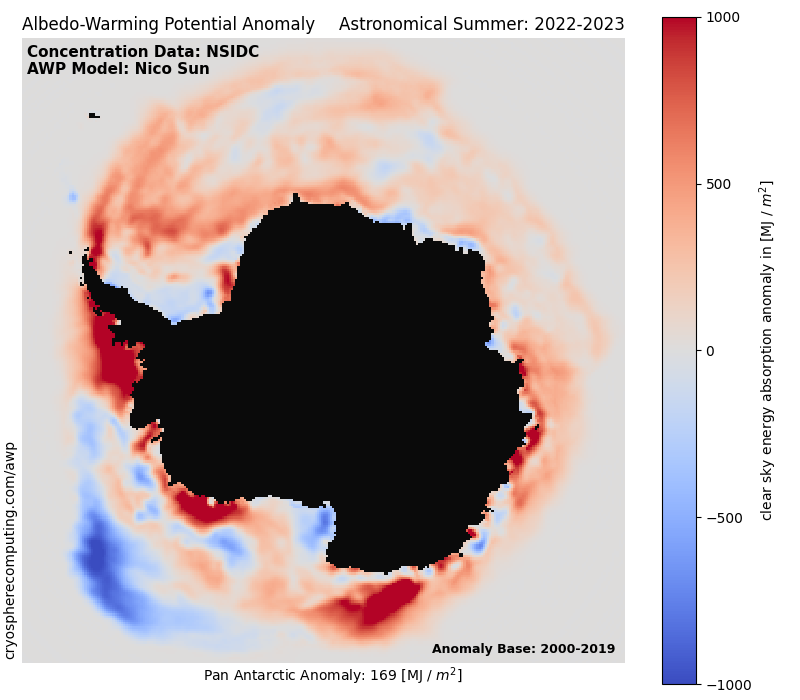 Albedo-Warming Potential Anomaly Astronomical Summer: 2022-2023
Concentration Data: NSIDC
AWP Model: Nico Sun
cryospherecomputing.com/awp
Anomaly Base: 2000-2019
Pan Antarctic Anomaly: 169 [MJ / m²]
1000
500
0
−500
−1000
clear sky energy absorption anomaly in [MJ / m²]